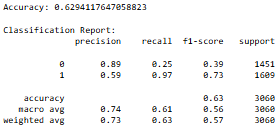 Accuracy: 0.6294117647058823
Classification Report:
precision recall f1-score support
0 0.89 0.25 0.39 1451
1 0.59 0.97 0.73 1609
accuracy 0.63 3060
macro avg 0.74 0.61 0.56 3060
weighted avg 0.73 0.63 0.57 3060